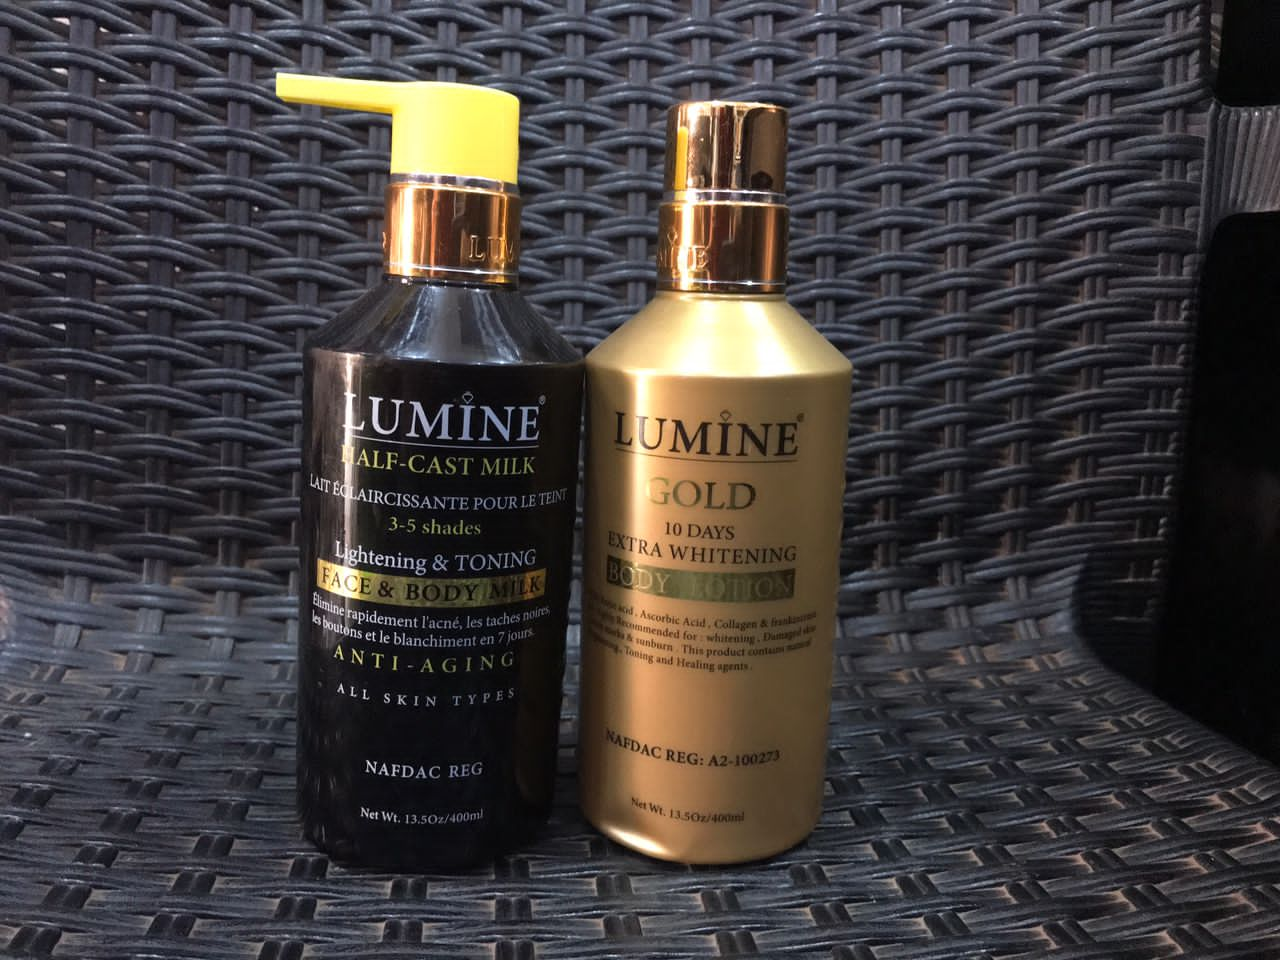 LUMINE®
HALF-CAST MILK
LAIT ÉCLAIRCISSANTE POUR LE TEINT
3-5 shades
Lightening & TONING
FACE & BODY MILK
Élimine rapidement l'acné, les taches noires,
les boutons et le blanchiment en 7 jours.
ANTI-AGING
ALL SKIN TYPES
NAFDAC REG
Net Wt. 13.5Oz/400ml
LUMINE®
GOLD
10 DAYS
EXTRA WHITENING
BODY LOTION
acid , Ascorbic Acid , Collagen &
Recommended for : whitening , Damaged skin
marks & sunburn . This product contains natural
, Toning and Healing agents .
NAFDAC REG: A2-100273
Net Wt. 13.5Oz/400ml